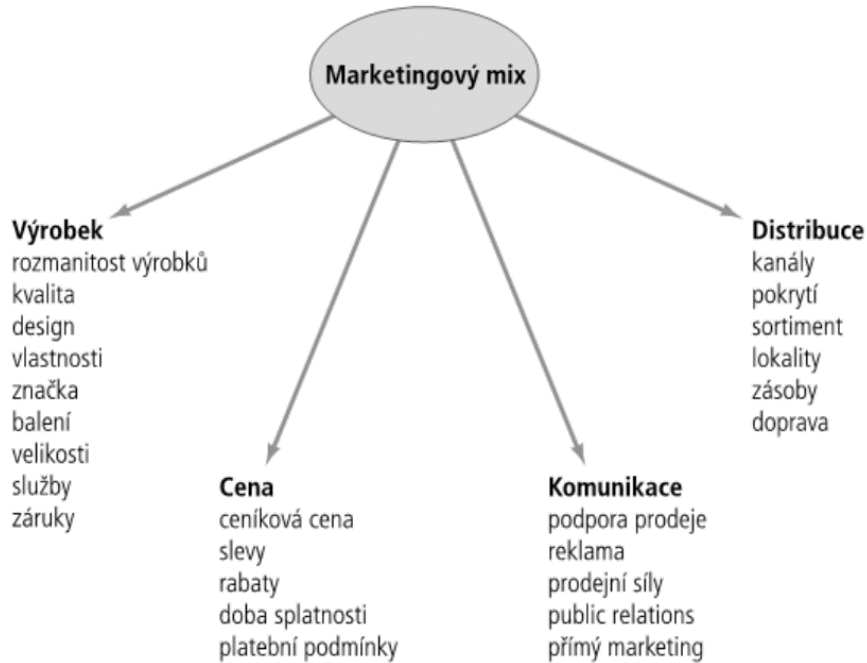 Marketingový mix
Výrobek
rozmanitost výrobků
kvalita
design
vlastnosti
značka
balení
velikosti
služby
záruky
Cena
ceníková cena
slevy
rabaty
doba splatnosti
platební podmínky
Komunikace
podpora prodeje
reklama
prodejní síly
public relations
přímý marketing
Distribuce
kanály
pokrytí
sortiment
lokality
zásoby
doprava